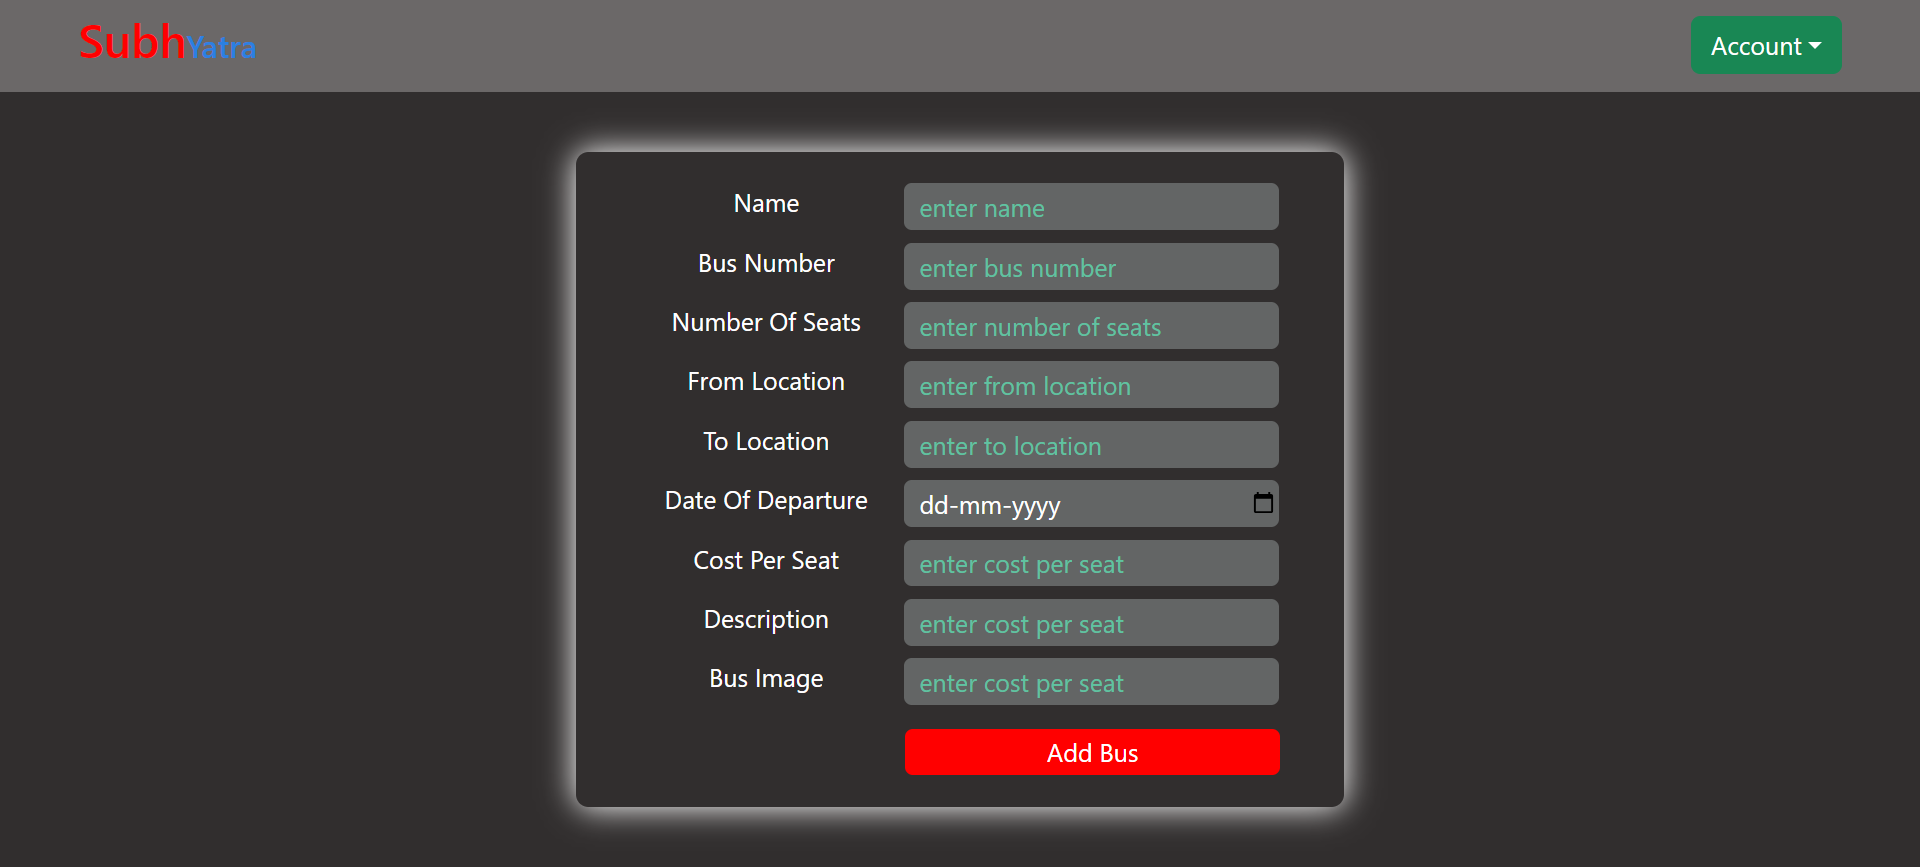 SubhYatra
Account
Name
enter name
Bus Number
enter bus number
Number Of Seats
enter number of seats
From Location
enter from location
To Location
enter to location
Date Of Departure
dd-mm-yyyy
Cost Per Seat
enter cost per seat
Description
enter cost per seat
Bus Image
enter cost per seat
Add Bus